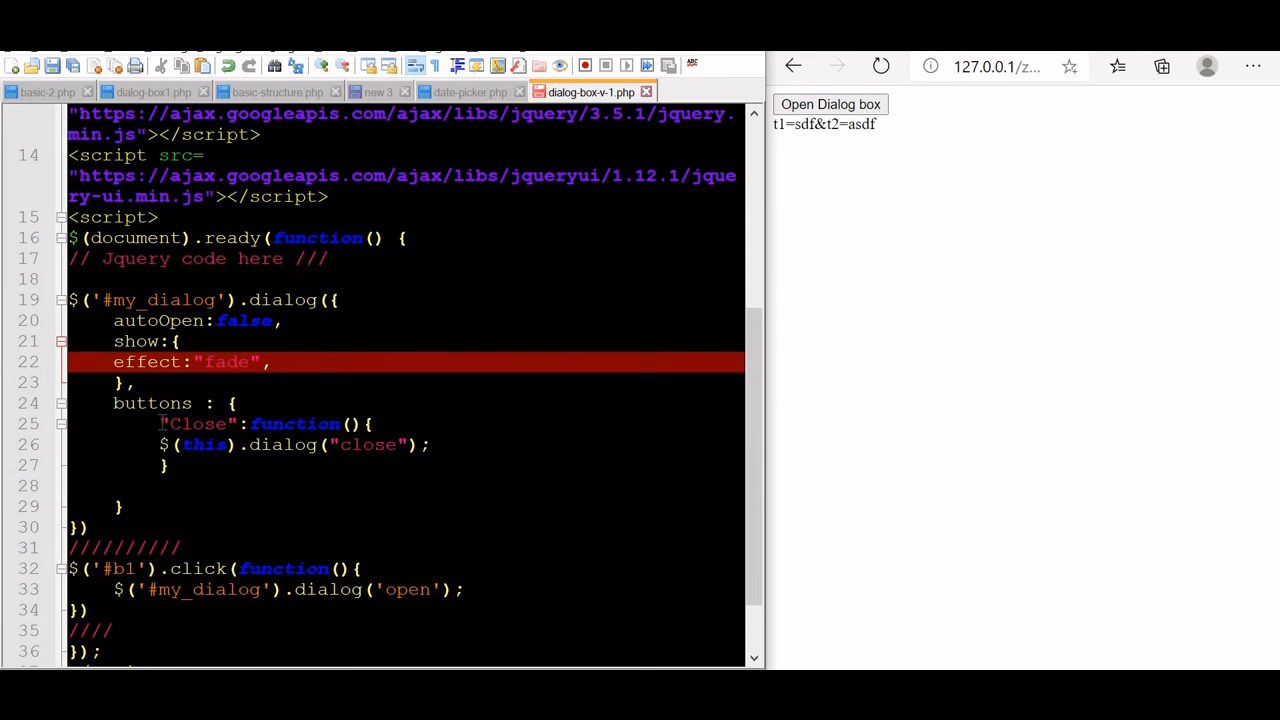 basic-2.php dialog-box1.php basic-structure.php new 3 date-picker.php dialog-box-v-1.php
"https://ajax.googleapis.com/ajax/libs/jquery/3.5.1/jquery.
min.js"></script>
14 <script src=
"https://ajax.googleapis.com/ajax/libs/jqueryui/1.12.1/jque
ry-ui.min.js"></script>
15 <script>
16 $(document).ready(function() {
17 // Jquery code here ///
18
19 $('#my_dialog').dialog({
20 autoOpen:false,
21 show:{
22 effect:"fade",
23 },
24 buttons : {
25 "Close":function(){
26 $(this).dialog("close");
27 }
28
29 }
30 })
31 //////////
32 $('#b1').click(function(){
33 $('#my_dialog').dialog('open');
34 })
35 ////
36 });
127.0.0.1/z...
Open Dialog box
t1=sdf&t2=asdf